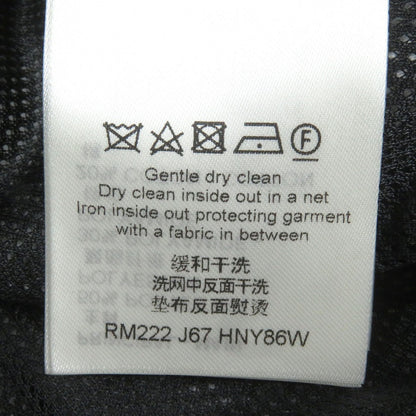 F
Gentle dry clean
Dry clean inside out in a net
Iron inside out protecting garment
with a fabric in between
缓和干洗
洗网中反面干洗
垫布反面熨烫
RM222 J67 HNY86W